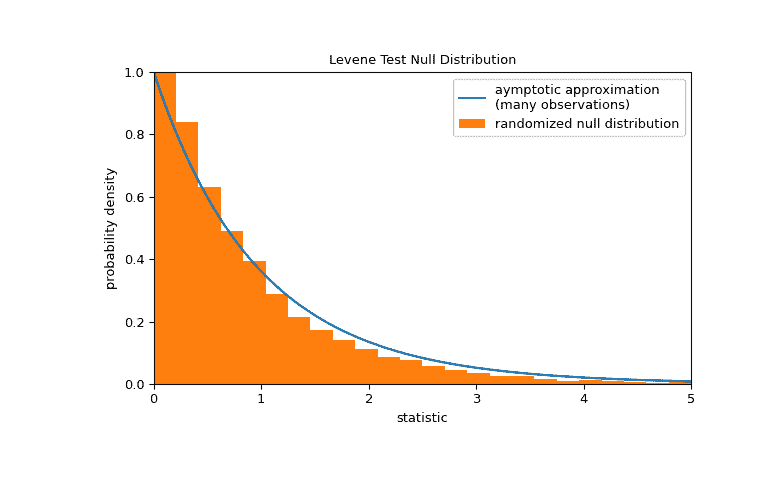 Levene Test Null Distribution
1.0
0.8
0.6
0.4
0.2
0.0
probability density
aymptotic approximation
(many observations)
randomized null distribution
0
1
2
3
4
5
statistic